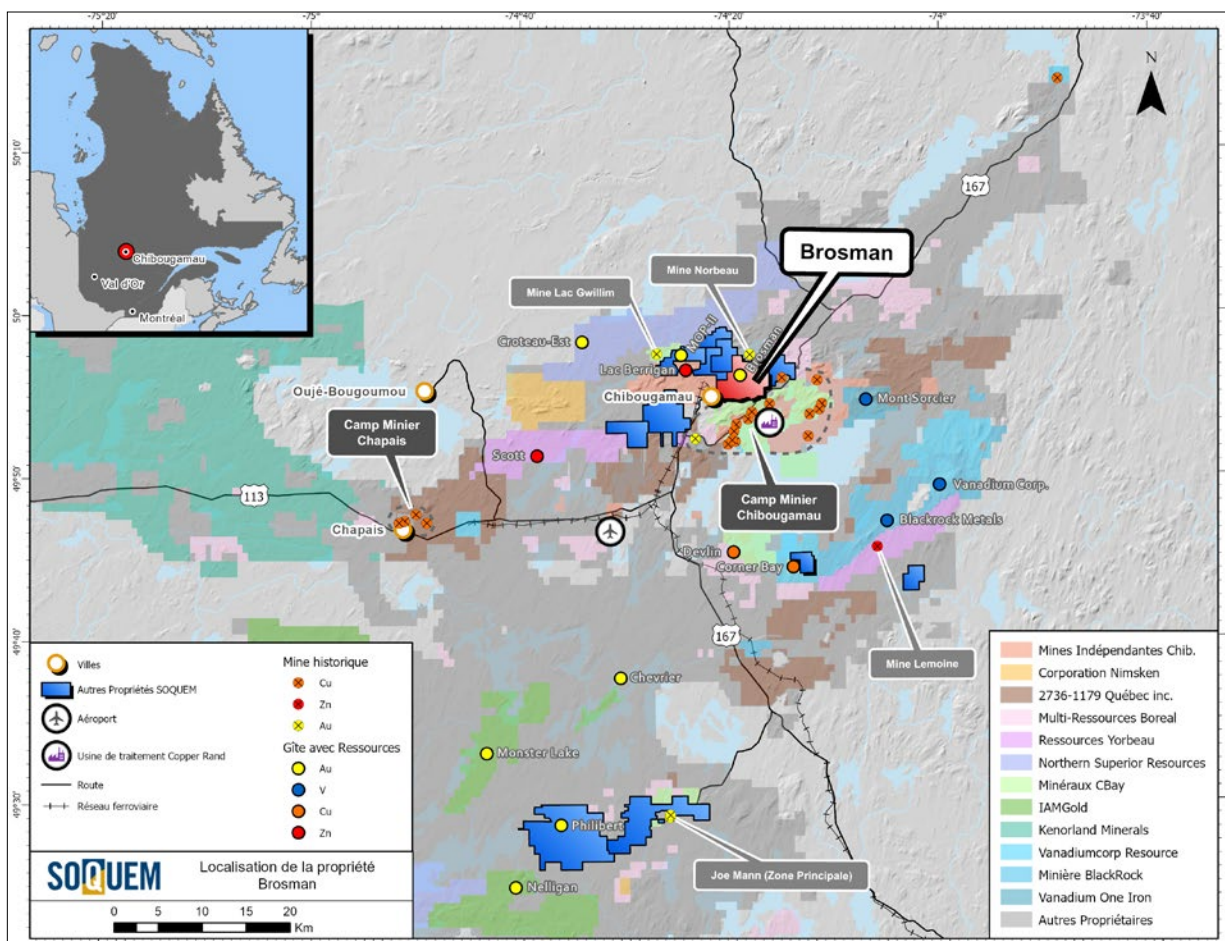 -75°20'
-75°
-74°40'
-74°20'
-74°
-73°40'
50°10'
50°
49°50'
49°40'
49°30'
N
Chibougamau
Val d'Or
Montréal
167
Brosman
Mine Norbeau
Mine Lac Gwillim
Croteau-Est
MOP-II
Brosman
Lac Berrigan
Oujé-Bougoumou
Chibougamau
Mont Sorcier
Camp Minier
Chapais
Scott
Camp Minier
Chibougamau
Vanadium Corp.
113
Blackrock Metals
Chapais
Devlin
Corner Bay
167
Mine Lemoine
Chevrier
Monster Lake
Philibert
Joe Mann (Zone Principale)
Nelligan
Villes
Autres Propriétés SOQUEM
Aéroport
Usine de traitement Copper Rand
Route
Réseau ferroviaire
Mine historique
Cu
Zn
Au
Gîte avec Ressources
Au
V
Cu
Zn
SOQUEM
Localisation de la propriété
Brosman
0 5 10 15 20
Km
Mines Indépendantes Chib.
Corporation Nimsken
2736-1179 Québec inc.
Multi-Ressources Boreal
Ressources Yorbeau
Northern Superior Resources
Minéraux CBay
IAMGold
Kenorland Minerals
Vanadiumcorp Resource
Minière BlackRock
Vanadium One Iron
Autres Propriétaires